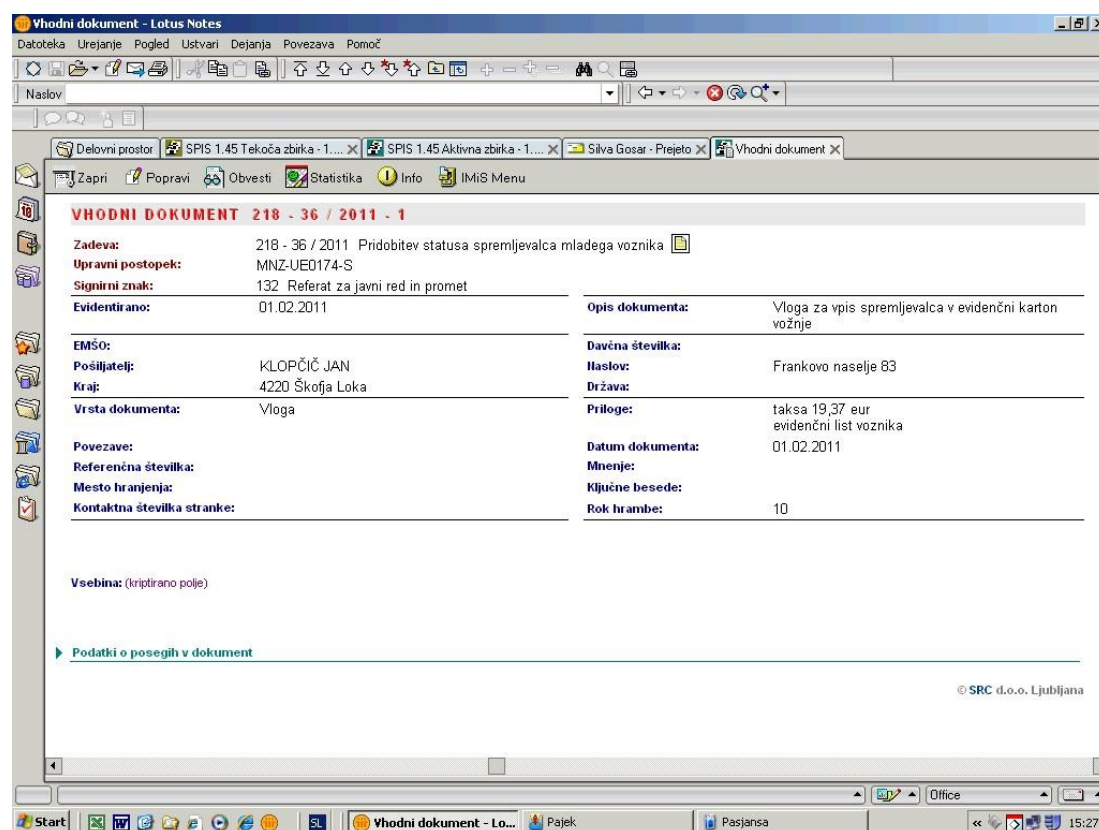 Vhodni dokument - Lotus Notes
Datoteka Urejanje Pogled Ustvari Dejanja Povezava Pomoč
Naslov
Delovni prostor SPIS 1.45 Tekoča zbirka - 1.... SPIS 1.45 Aktivna zbirka - 1.... Silva Gosar - Prejeto Vhodni dokument
Zapri Popravi Obvesti Statistika Info IMiS Menu
VHODNI DOKUMENT 218 - 36 / 2011 - 1
Zadeva: 218 - 36 / 2011 Pridobitev statusa spremljevalca mladega voznika
Upravni postopek: MNZ-UE0174-S
Signirni znak: 132 Referat za javni red in promet
Evidentirano: 01.02.2011 Opis dokumenta: Vloga za vpis spremljevalca v evidenčni karton
vožnje
EMŠO: Davčna številka:
Pošiljatelj: KLOPČIČ JAN Naslov: Frankovo naselje 83
Kraj: 4220 Škofja Loka Država:
Vrsta dokumenta: Vloga Priloge: taksa 19,37 eur
evidenčni list voznika
Povezave: Datum dokumenta: 01.02.2011
Referenčna številka: Mnenje:
Mesto hranjenja: Ključne besede:
Kontaktna številka stranke: Rok hrambe: 10
Vsebina: (kriptirano polje)
Podatki o posegih v dokument
© SRC d.o.o. Ljubljana
Office
Start SL Vhodni dokument - Lo... Pajek Pasjansa 15:27